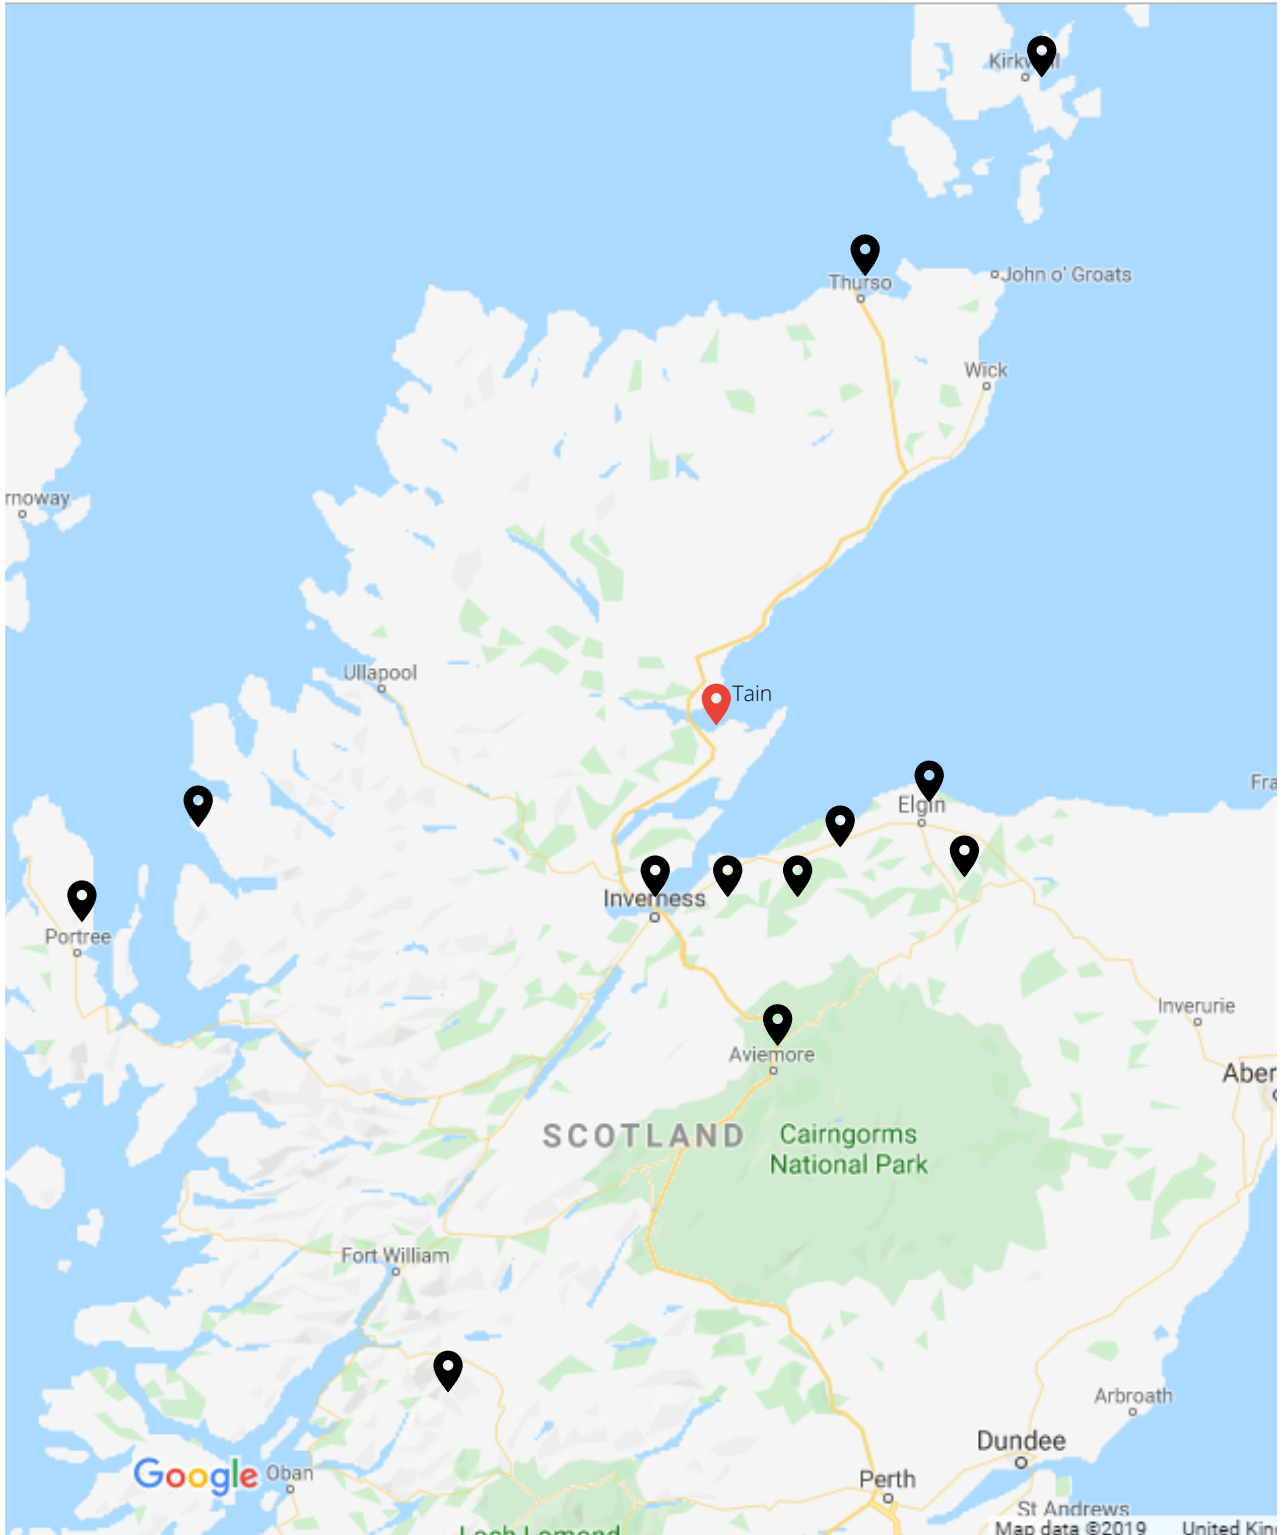 Kirkwall
Thurso
John o' Groats
Wick
rnoway
Ullapool
Tain
Fra
Elgin
Inverness
Portree
Inverurie
Aviemore
Aber
SCOTLAND
Cairngorms
National Park
Fort William
Arbroath
Dundee
Google
Oban
Perth
St Andrews
Loch Lomond
Map data ©2019
United Kin